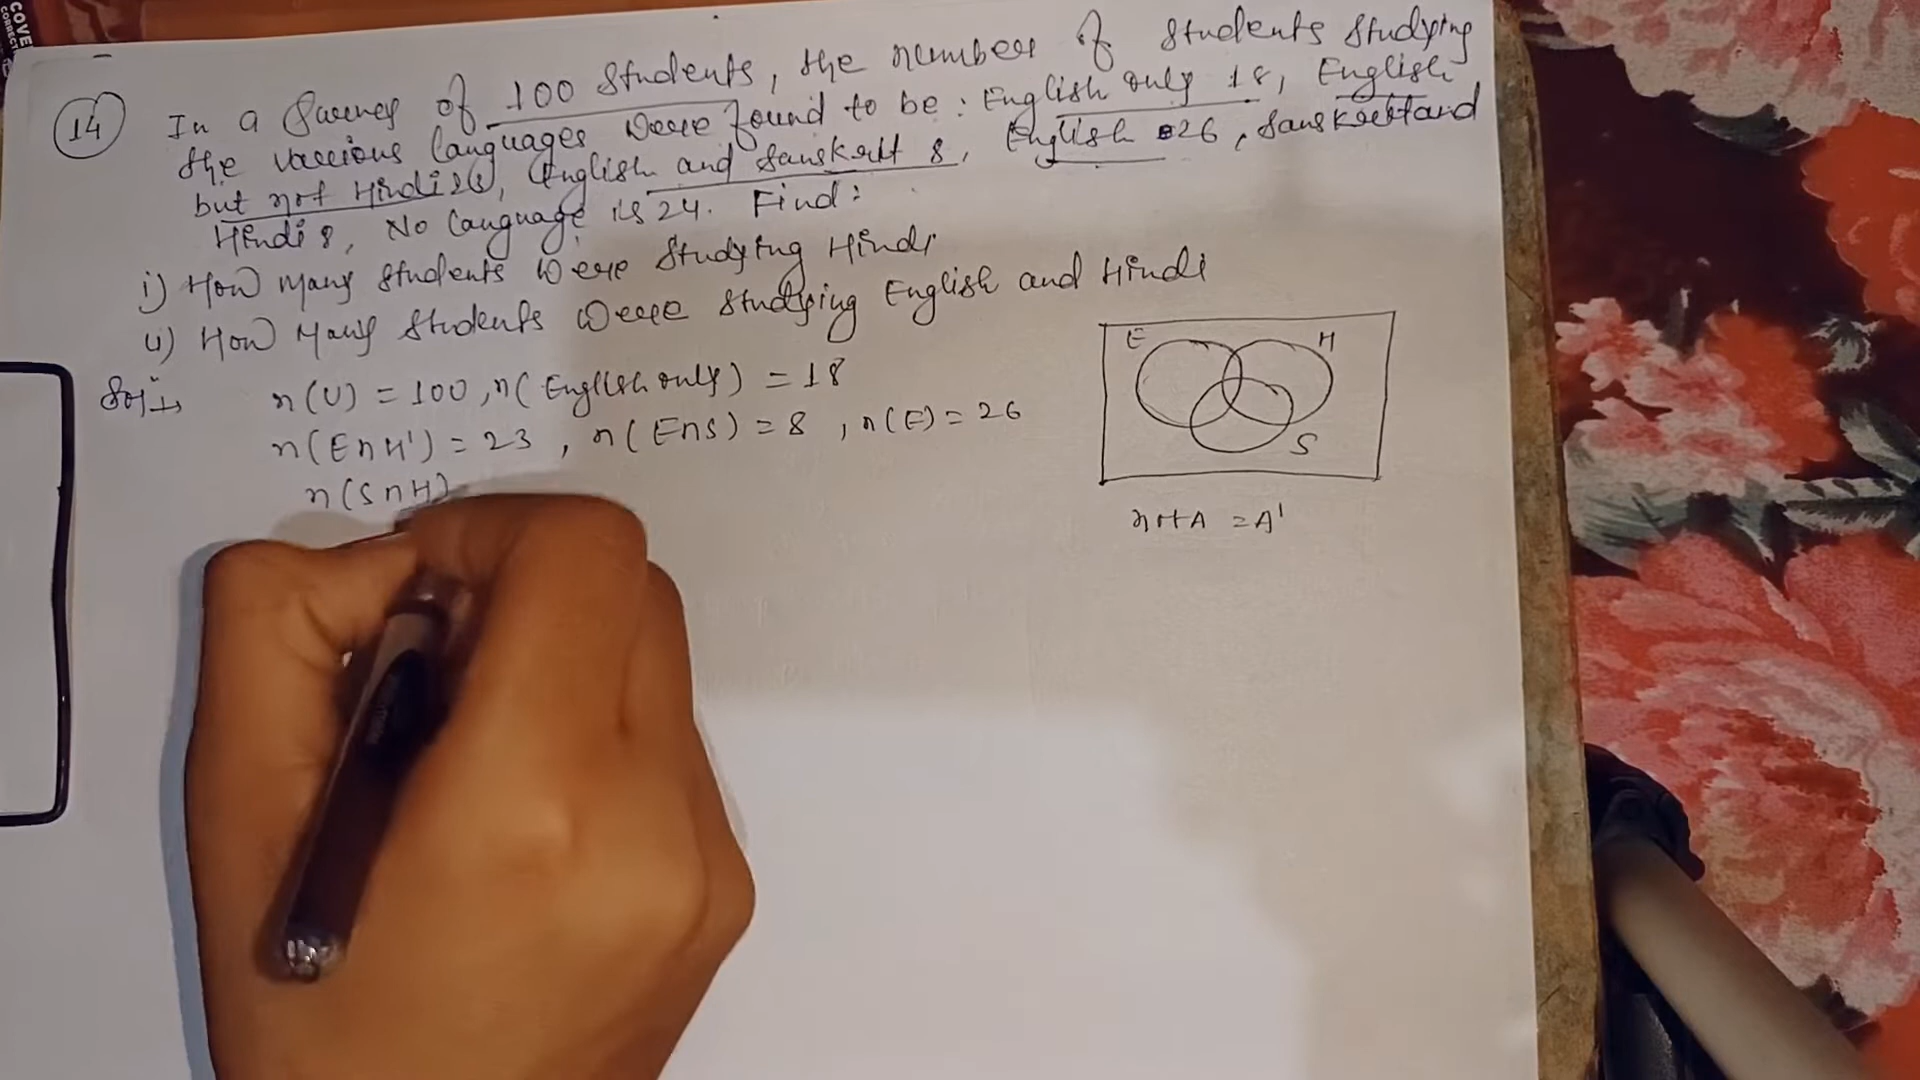 COVE
CORRECT
14 In a Survey of 100 Students, the number of Students Studying
the various languages were found to be : English only 18, English
but not Hindi 23, English and Sanskrit 8, English 26, Sanskrit and
Hindi 8, No language is 24. Find :
i) How Many Students were Studying Hindi
ii) How Many Students were Studying English and Hindi
Sol:
n(U) = 100, n(English only) = 18
n(E∩H') = 23, n(E∩S) = 8, n(E) = 26
n(S∩H)
E H
S
not A = A'